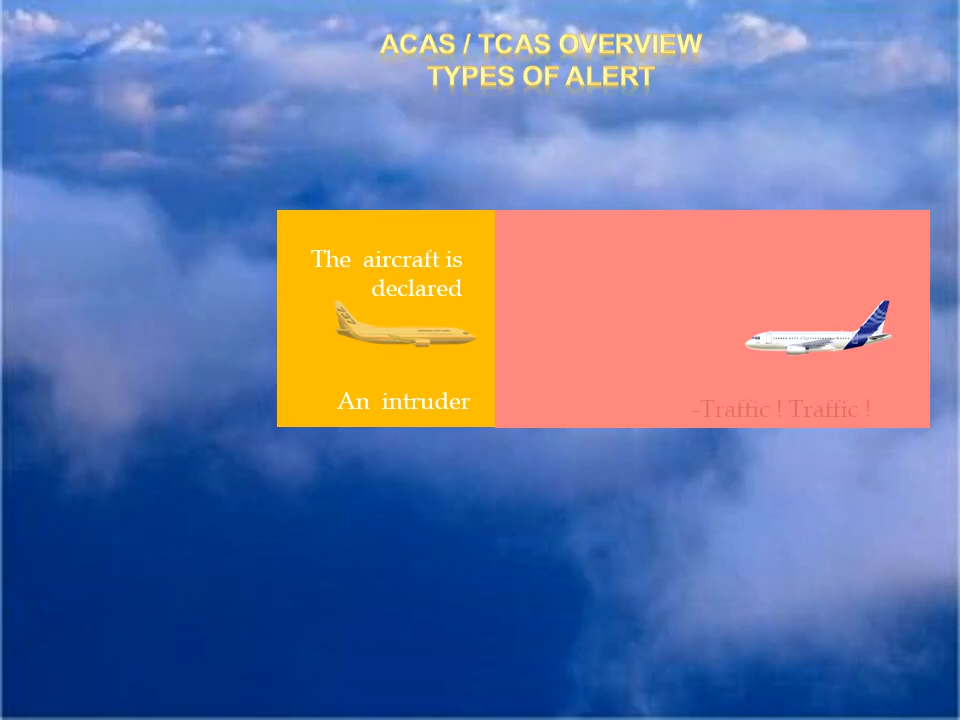 ACAS / TCAS OVERVIEW
TYPES OF ALERT
The aircraft is
declared
An intruder
-Traffic ! Traffic !